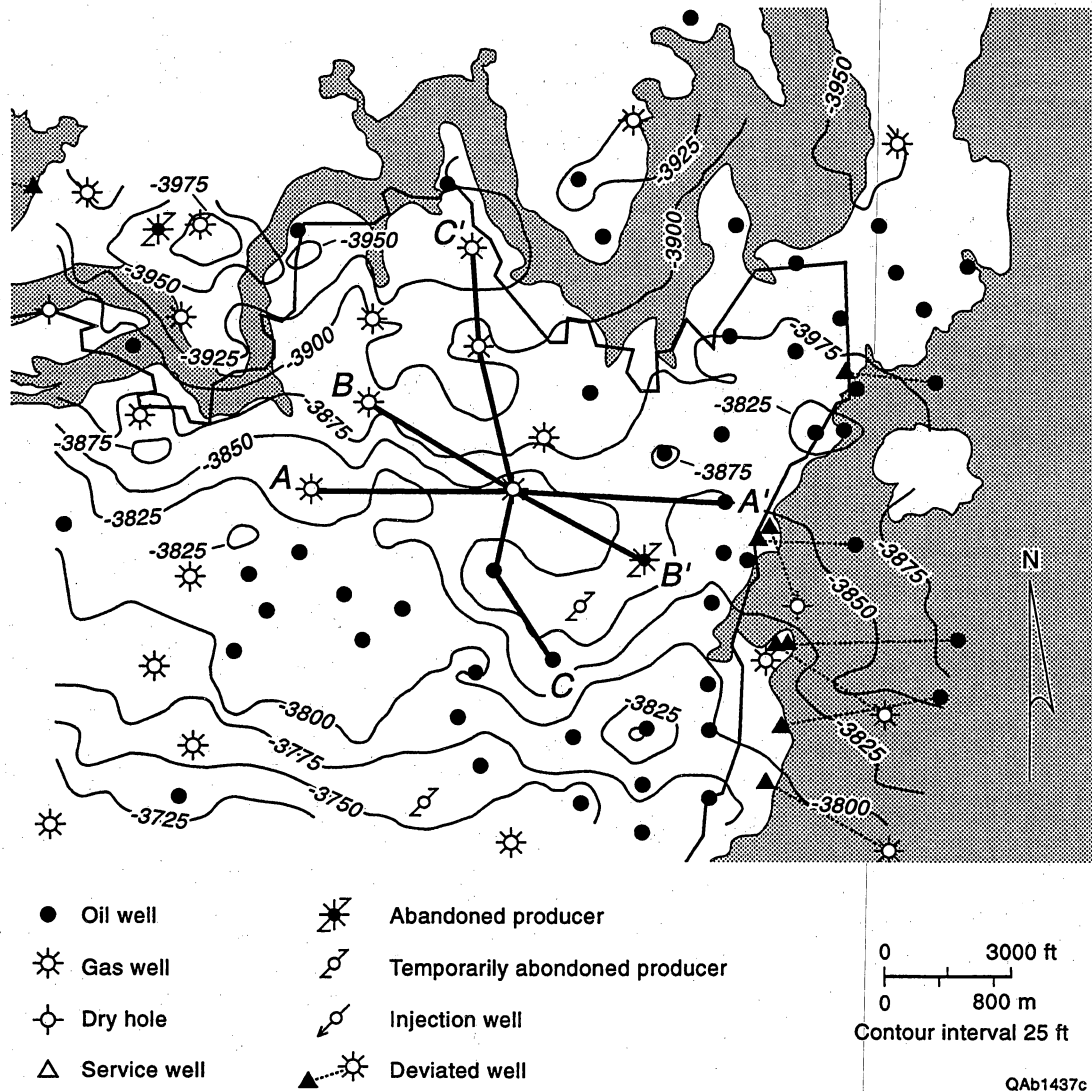 -3950
-3925
-3975
-3900
C'
-3950
-3950
-3975
-3925
-3900
B
-3825
-3875
-3875
-3850
-3875
A
A'
-3825
-3825
-3875
N
B'
-3850
C
-3800
-3825
-3825
-3775
-3750
-3725
-3800
Oil well
Abandoned producer
Gas well
Temporarily abondoned producer
Dry hole
Injection well
Service well
Deviated well
0 3000 ft
0 800 m
Contour interval 25 ft
QAb1437c